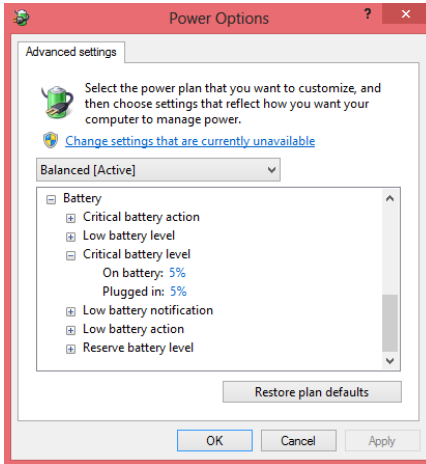 Power Options
Advanced settings
Select the power plan that you want to customize, and
then choose settings that reflect how you want your
computer to manage power.
Change settings that are currently unavailable
Balanced [Active]
Battery
Critical battery action
Low battery level
Critical battery level
On battery: 5%
Plugged in: 5%
Low battery notification
Low battery action
Reserve battery level
Restore plan defaults
OK Cancel Apply